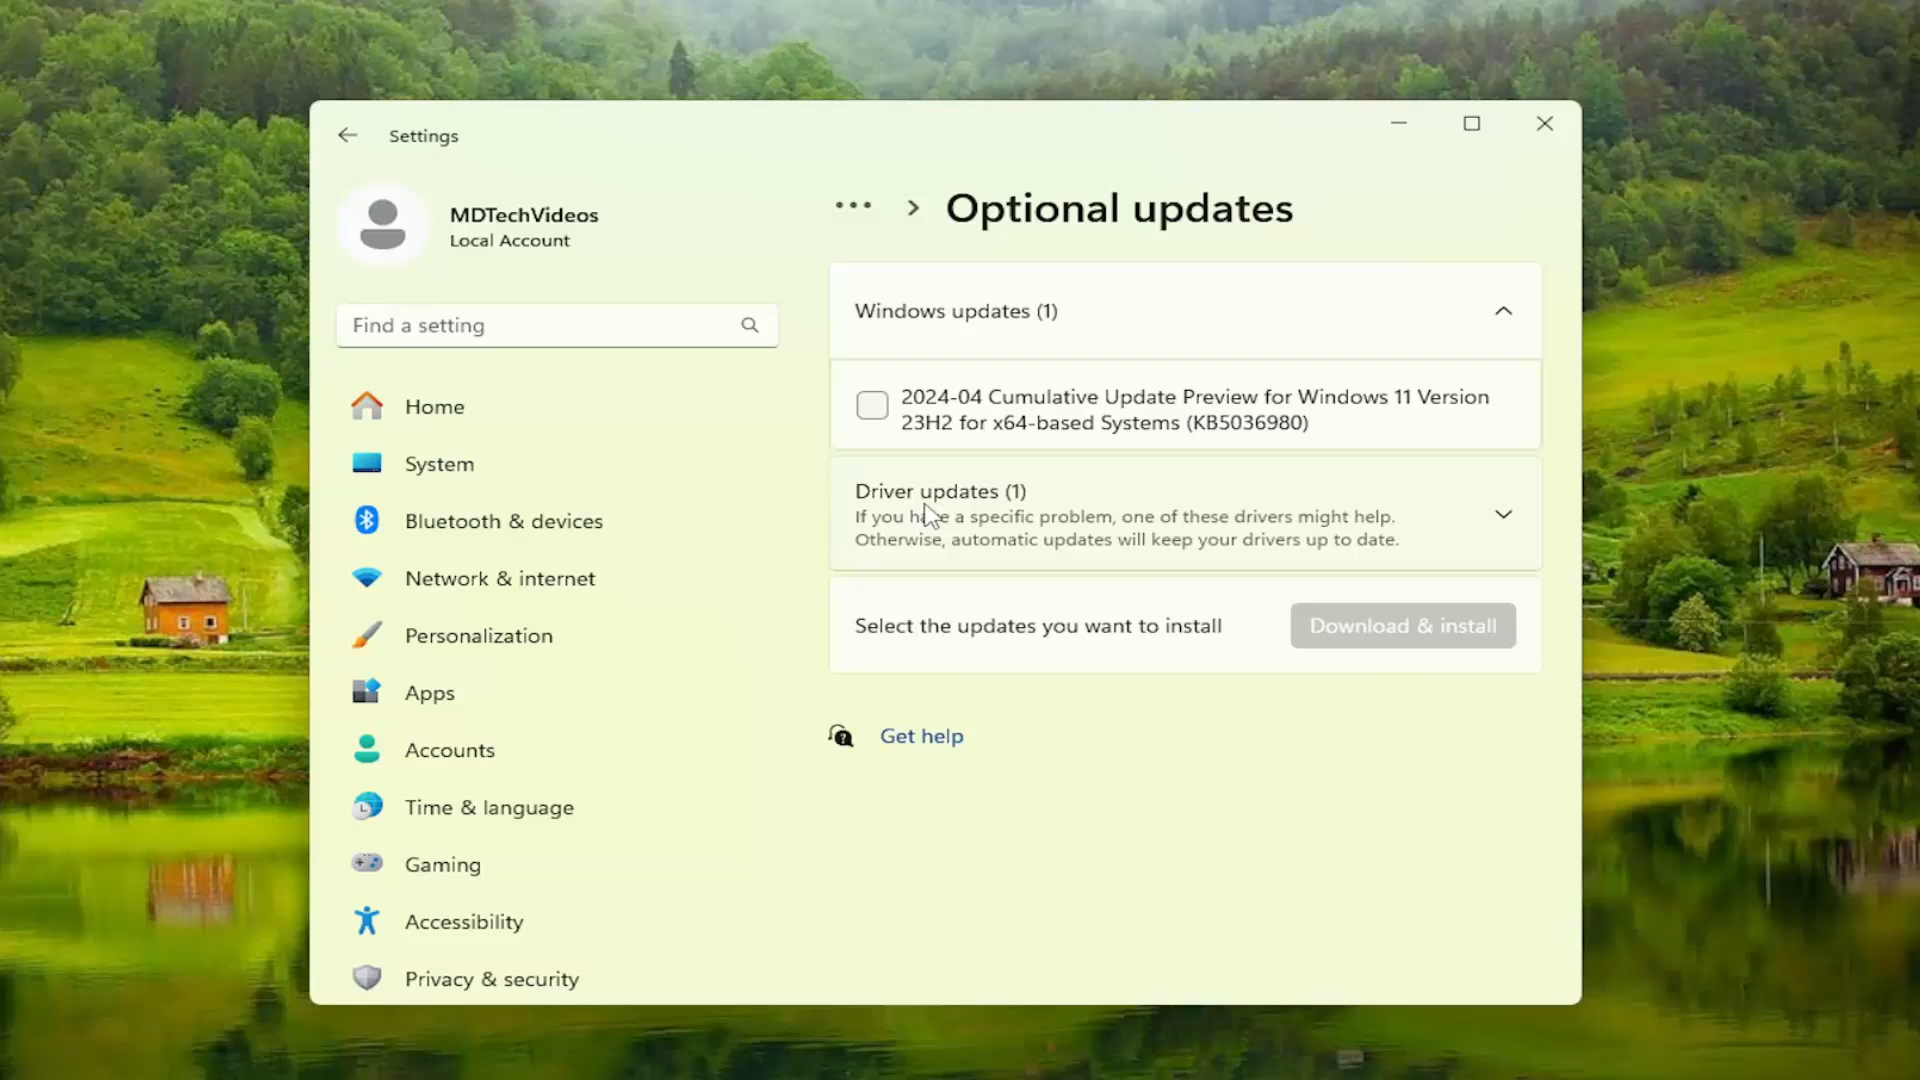 Settings
MDTechVideos
Local Account
Find a setting
Home
System
Bluetooth & devices
Network & internet
Personalization
Apps
Accounts
Time & language
Gaming
Accessibility
Privacy & security
... > Optional updates
Windows updates (1)
2024-04 Cumulative Update Preview for Windows 11 Version
23H2 for x64-based Systems (KB5036980)
Driver updates (1)
If you have a specific problem, one of these drivers might help.
Otherwise, automatic updates will keep your drivers up to date.
Select the updates you want to install
Download & install
Get help